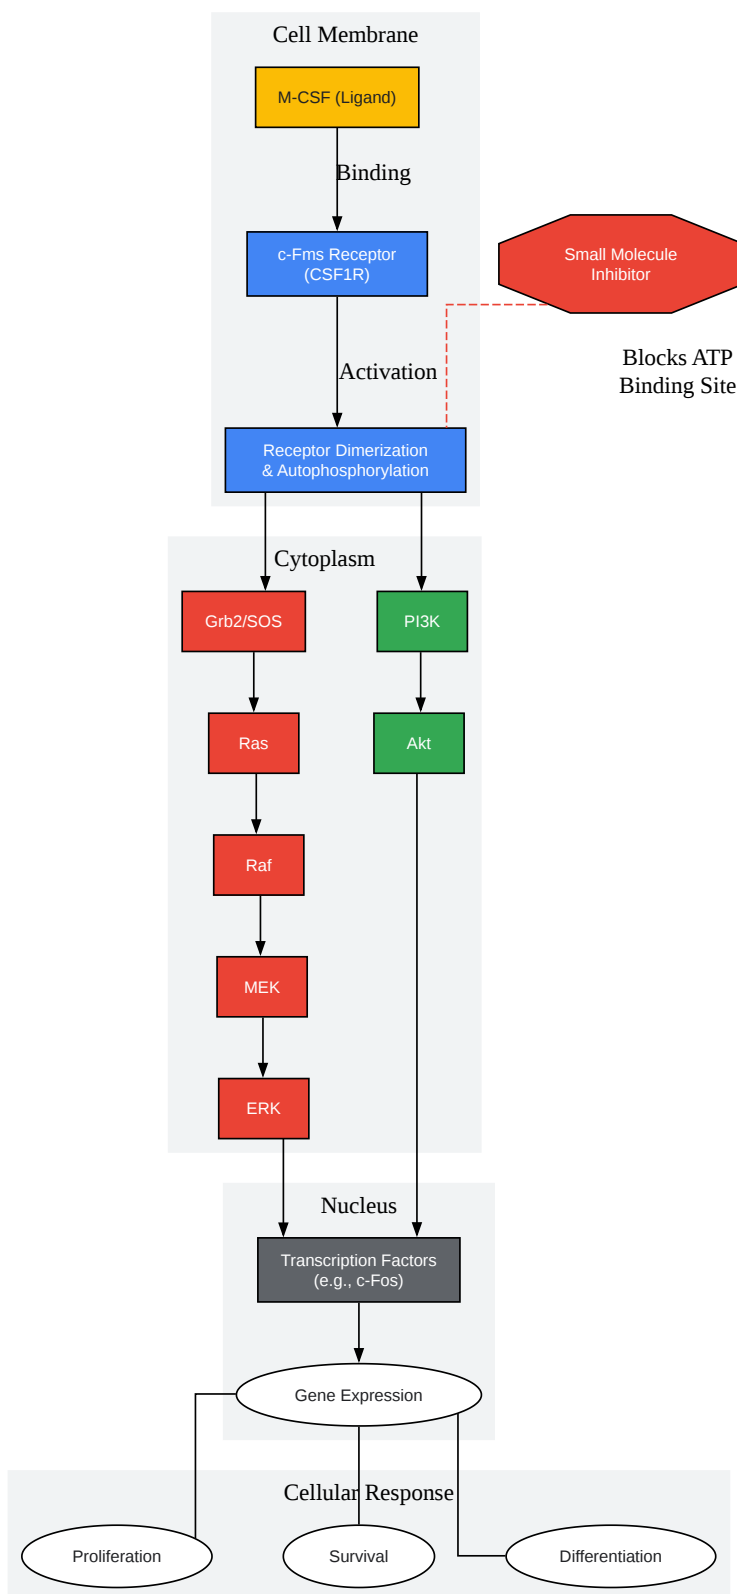 Cell Membrane
M-CSF (Ligand)
Binding
c-Fms Receptor
(CSF1R)
Small Molecule
Inhibitor
Blocks ATP
Binding Site
Activation
Receptor Dimerization
& Autophosphorylation
Cytoplasm
Grb2/SOS
PI3K
Ras
Akt
Raf
MEK
ERK
Nucleus
Transcription Factors
(e.g., c-Fos)
Gene Expression
Cellular Response
Proliferation
Survival
Differentiation